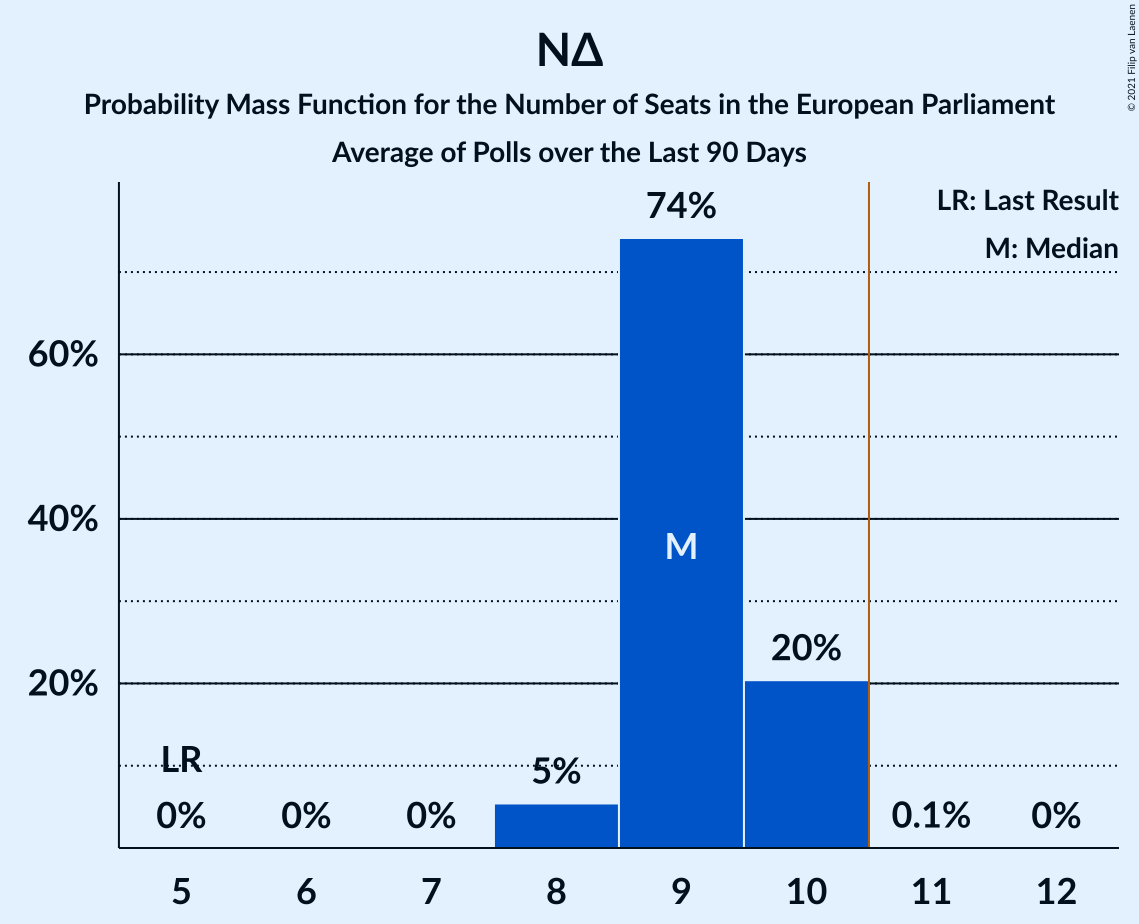 ΝΔ
Probability Mass Function for the Number of Seats in the European Parliament
Average of Polls over the Last 90 Days
© 2021 Filip van Laenen
LR: Last Result
M: Median
74%
60%
40%
M
20%
20%
LR
5%
0% 0% 0% 0.1% 0%
5 6 7 8 9 10 11 12